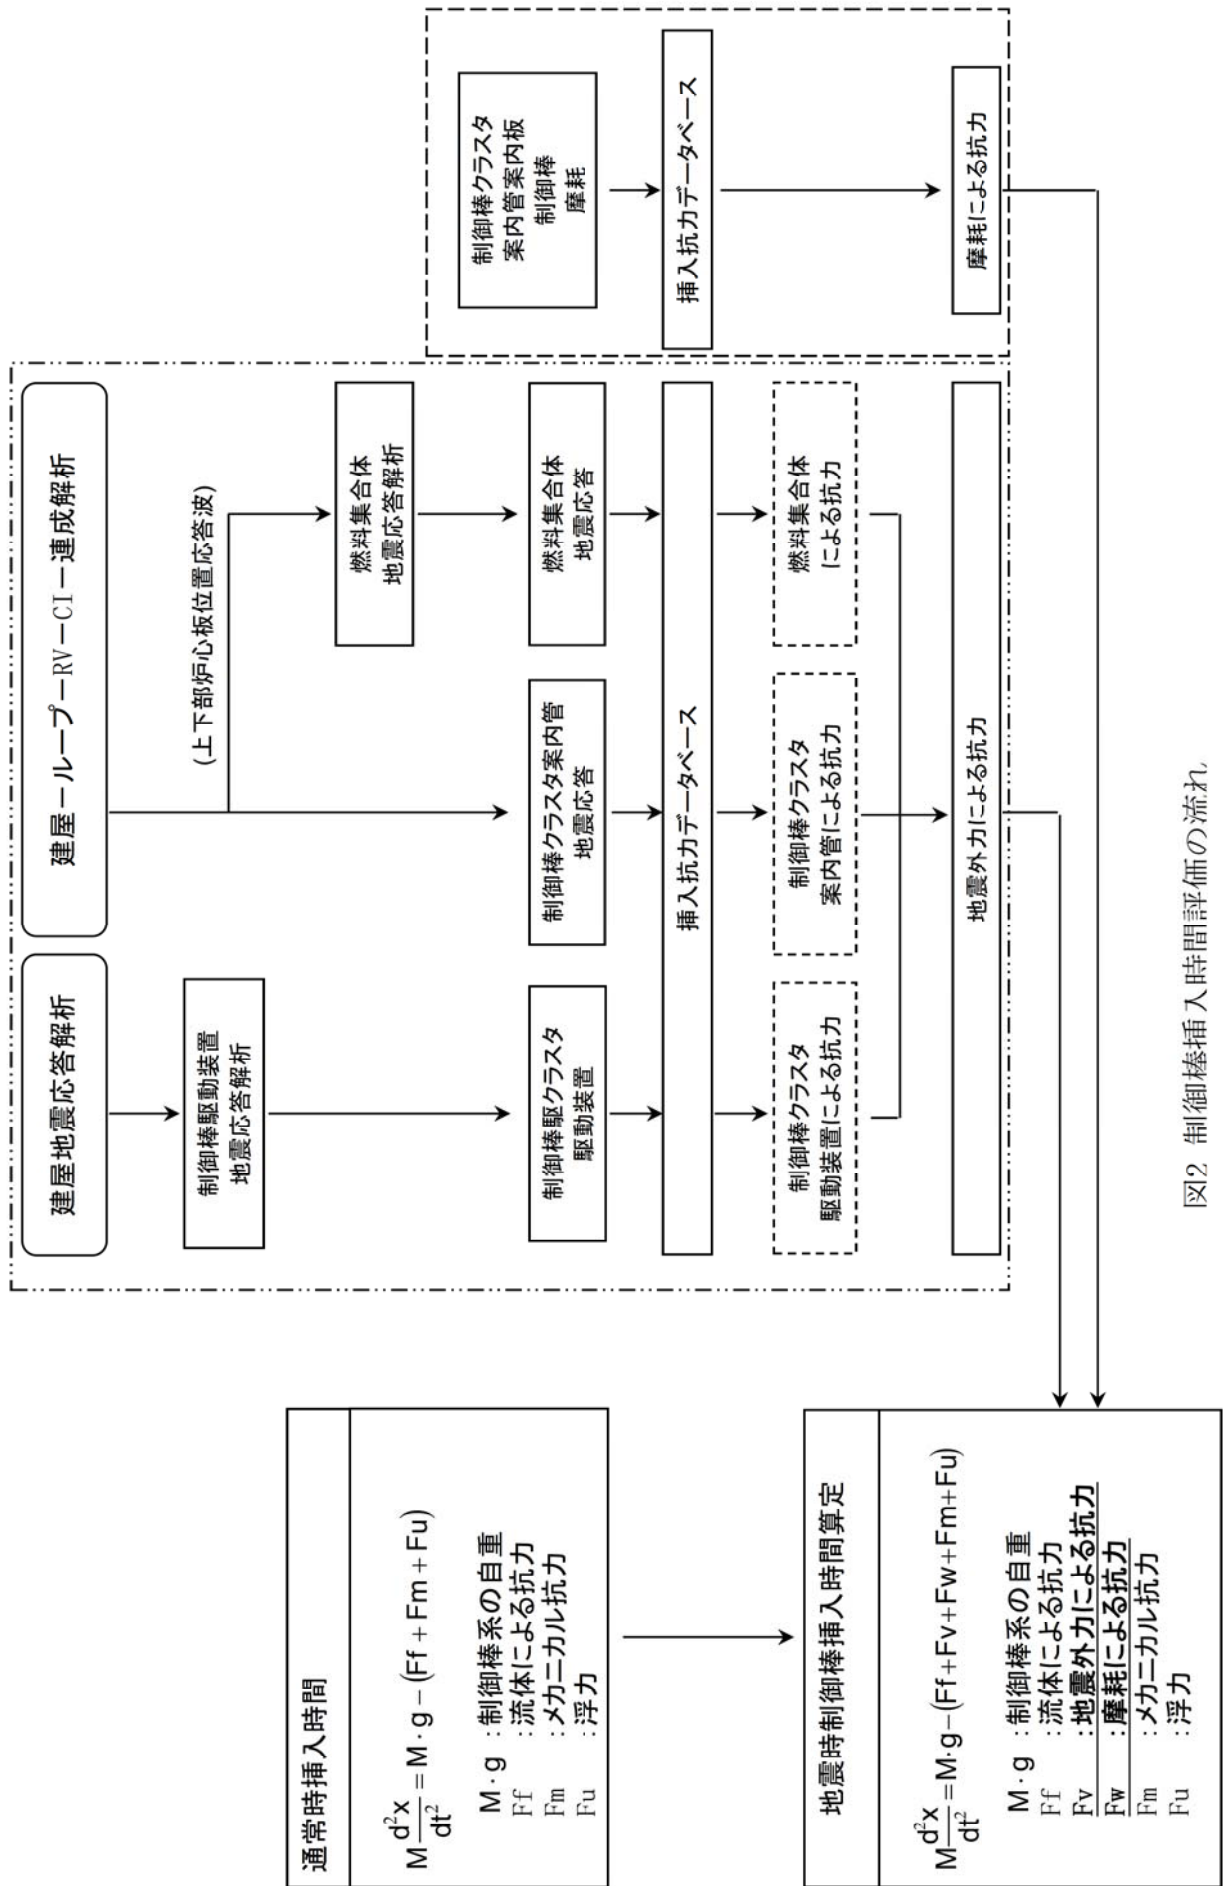 通常時挿入時間
M d²x/dt² = M・g−(Ff+Fm+Fu)
M・g :制御棒系の自重
Ff :流体による抗力
Fm :メカニカル抗力
Fu :浮力
地震時制御棒挿入時間算定
M d²x/dt² =M・g−(Ff+Fv+Fw+Fm+Fu)
M・g :制御棒系の自重
Ff :流体による抗力
Fv :地震外力による抗力
Fw :摩耗による抗力
Fm :メカニカル抗力
Fu :浮力
建屋地震応答解析
制御棒駆動装置
地震応答解析
制御棒駆クラスタ
駆動装置
建屋ーループーRV−CI−連成解析
(上下部炉心板位置応答波)
燃料集合体
地震応答解析
制御棒クラスタ案内管
地震応答
燃料集合体
地震応答
挿入抗力データベース
制御棒クラスタ
駆動装置による抗力
制御棒クラスタ
案内管による抗力
燃料集合体
による抗力
地震外力による抗力
制御棒クラスタ
案内管案内板
制御棒
摩耗
挿入抗力データベース
摩耗による抗力
図2 制御棒挿入時間評価の流れ